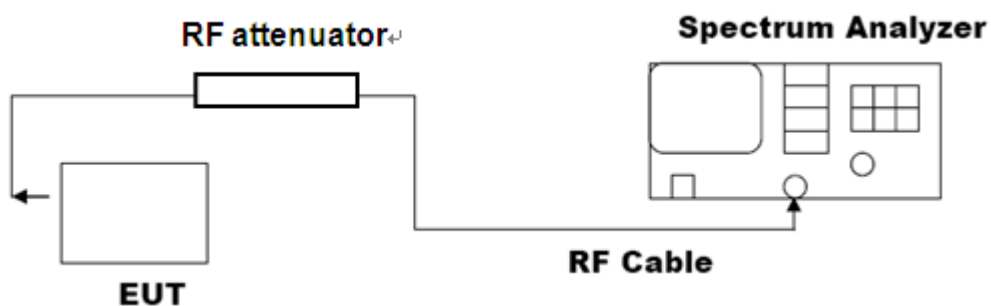 RF attenuator↵
Spectrum Analyzer
RF Cable
EUT